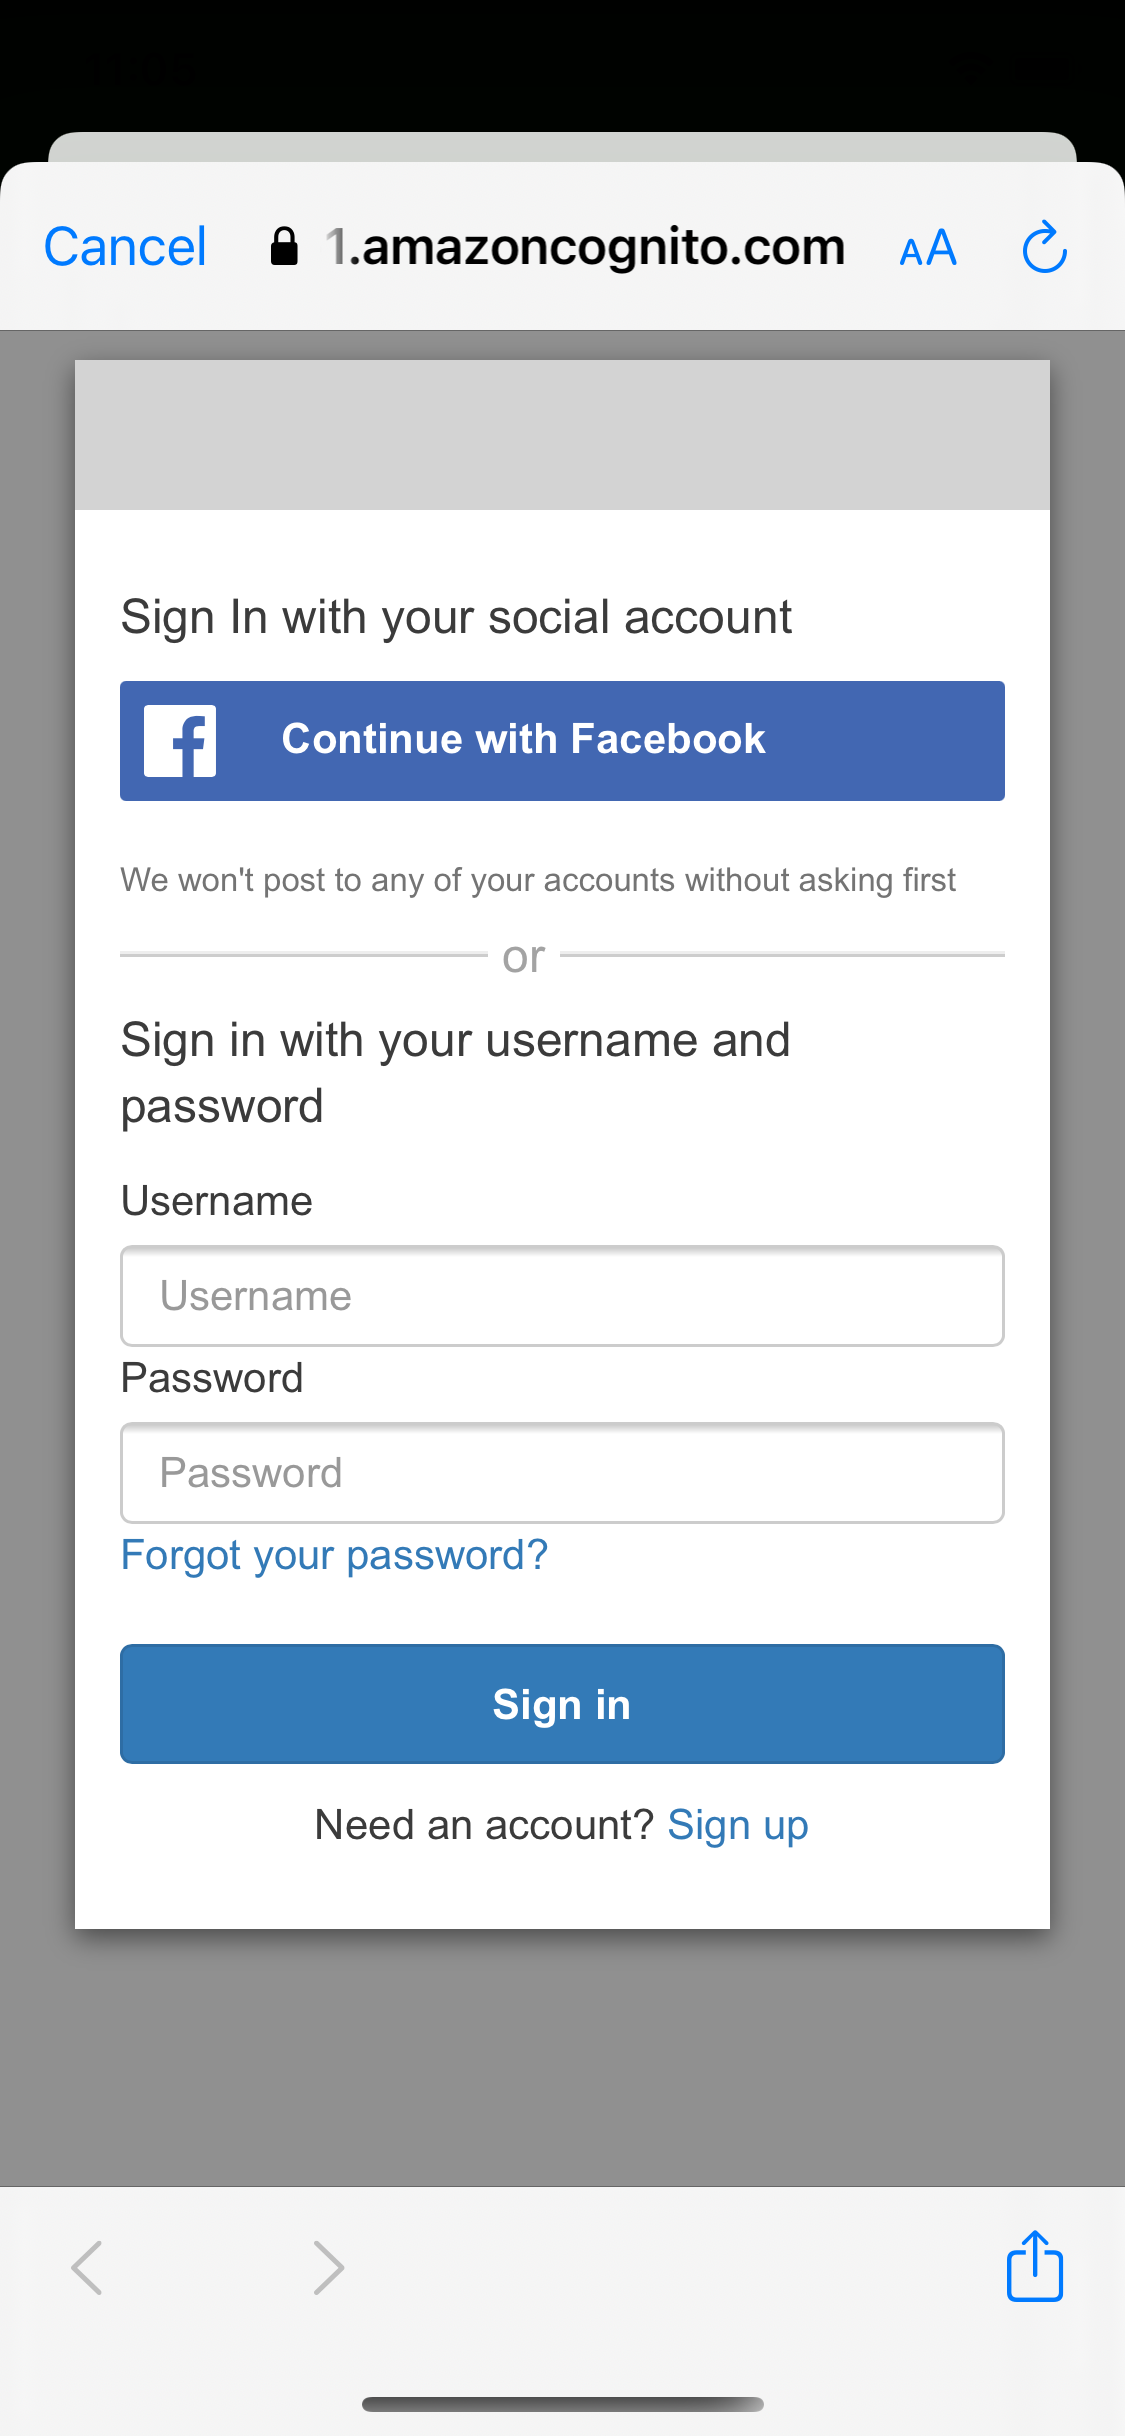 Cancel 1.amazoncognito.com AA
Sign In with your social account
f Continue with Facebook
We won't post to any of your accounts without asking first
or
Sign in with your username and
password
Username
Username
Password
Password
Forgot your password?
Sign in
Need an account? Sign up